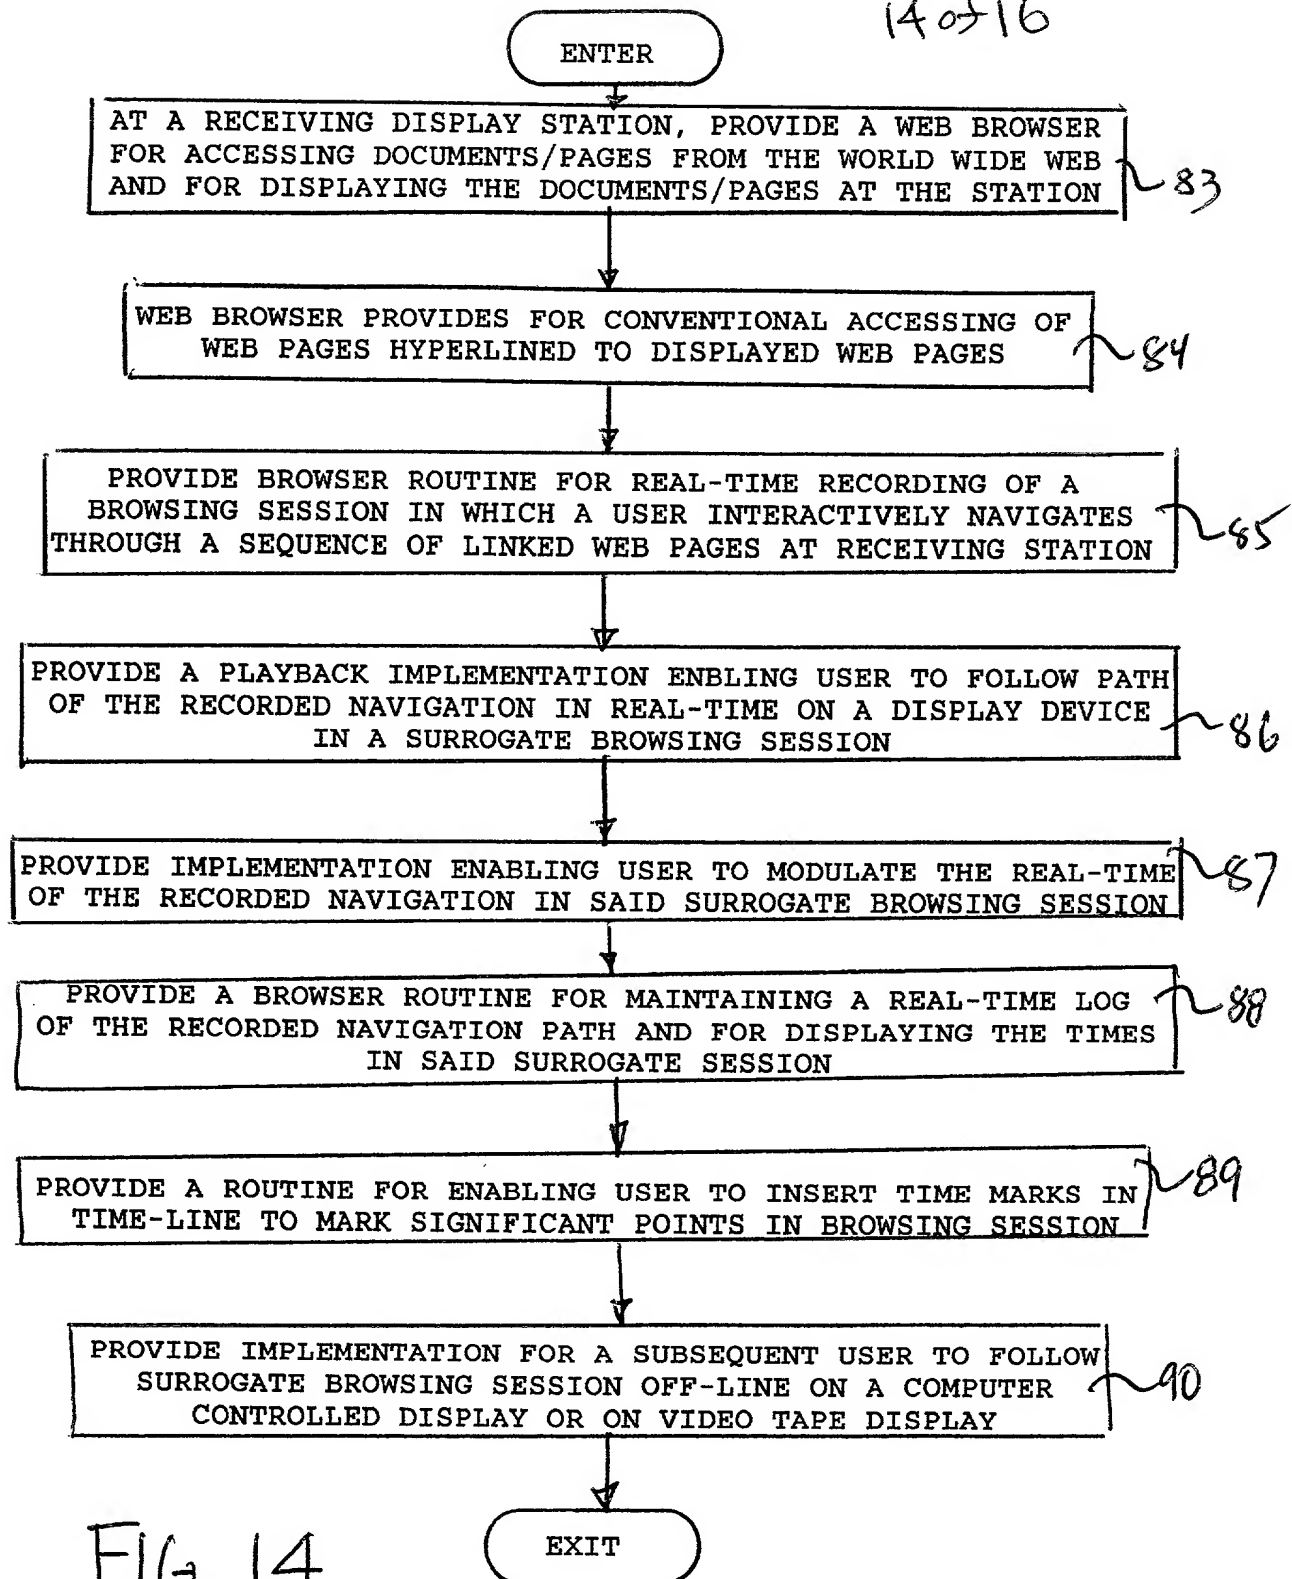 14 of 16
ENTER
AT A RECEIVING DISPLAY STATION, PROVIDE A WEB BROWSER
FOR ACCESSING DOCUMENTS/PAGES FROM THE WORLD WIDE WEB
AND FOR DISPLAYING THE DOCUMENTS/PAGES AT THE STATION
83
WEB BROWSER PROVIDES FOR CONVENTIONAL ACCESSING OF
WEB PAGES HYPERLINED TO DISPLAYED WEB PAGES
84
PROVIDE BROWSER ROUTINE FOR REAL-TIME RECORDING OF A
BROWSING SESSION IN WHICH A USER INTERACTIVELY NAVIGATES
THROUGH A SEQUENCE OF LINKED WEB PAGES AT RECEIVING STATION
85
PROVIDE A PLAYBACK IMPLEMENTATION ENBLING USER TO FOLLOW PATH
OF THE RECORDED NAVIGATION IN REAL-TIME ON A DISPLAY DEVICE
IN A SURROGATE BROWSING SESSION
86
PROVIDE IMPLEMENTATION ENABLING USER TO MODULATE THE REAL-TIME
OF THE RECORDED NAVIGATION IN SAID SURROGATE BROWSING SESSION
87
PROVIDE A BROWSER ROUTINE FOR MAINTAINING A REAL-TIME LOG
OF THE RECORDED NAVIGATION PATH AND FOR DISPLAYING THE TIMES
IN SAID SURROGATE SESSION
88
PROVIDE A ROUTINE FOR ENABLING USER TO INSERT TIME MARKS IN
TIME-LINE TO MARK SIGNIFICANT POINTS IN BROWSING SESSION
89
PROVIDE IMPLEMENTATION FOR A SUBSEQUENT USER TO FOLLOW
SURROGATE BROWSING SESSION OFF-LINE ON A COMPUTER
CONTROLLED DISPLAY OR ON VIDEO TAPE DISPLAY
90
EXIT
FIG. 14